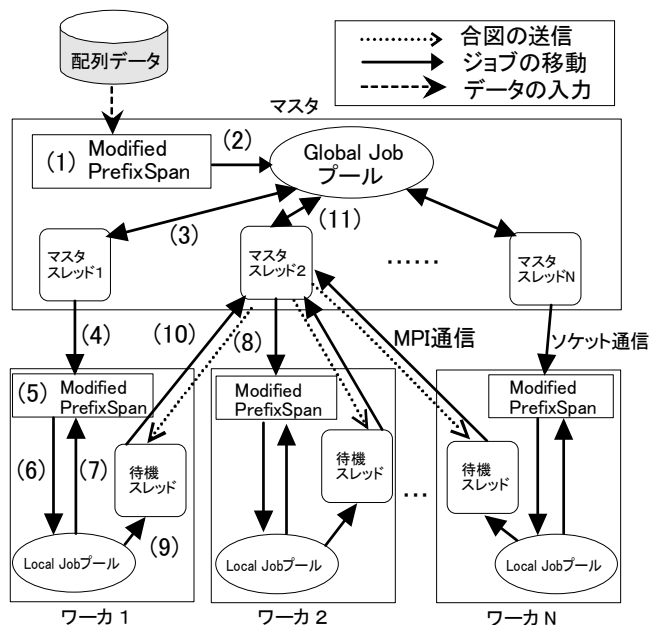 配列データ
合図の送信
ジョブの移動
データの入力
マスタ
(1)
Modified
PrefixSpan
(2)
Global Job
プール
(3)
(11)
マスタ
スレッド1
マスタ
スレッド2
......
マスタ
スレッドN
(4)
(10)
(8)
MPI通信
ソケット通信
(5)
Modified
PrefixSpan
Modified
PrefixSpan
Modified
PrefixSpan
(6)
(7)
待機
スレッド
待機
スレッド
...
待機
スレッド
(9)
Local Jobプール
Local Jobプール
Local Jobプール
ワーカ 1
ワーカ 2
ワーカ N